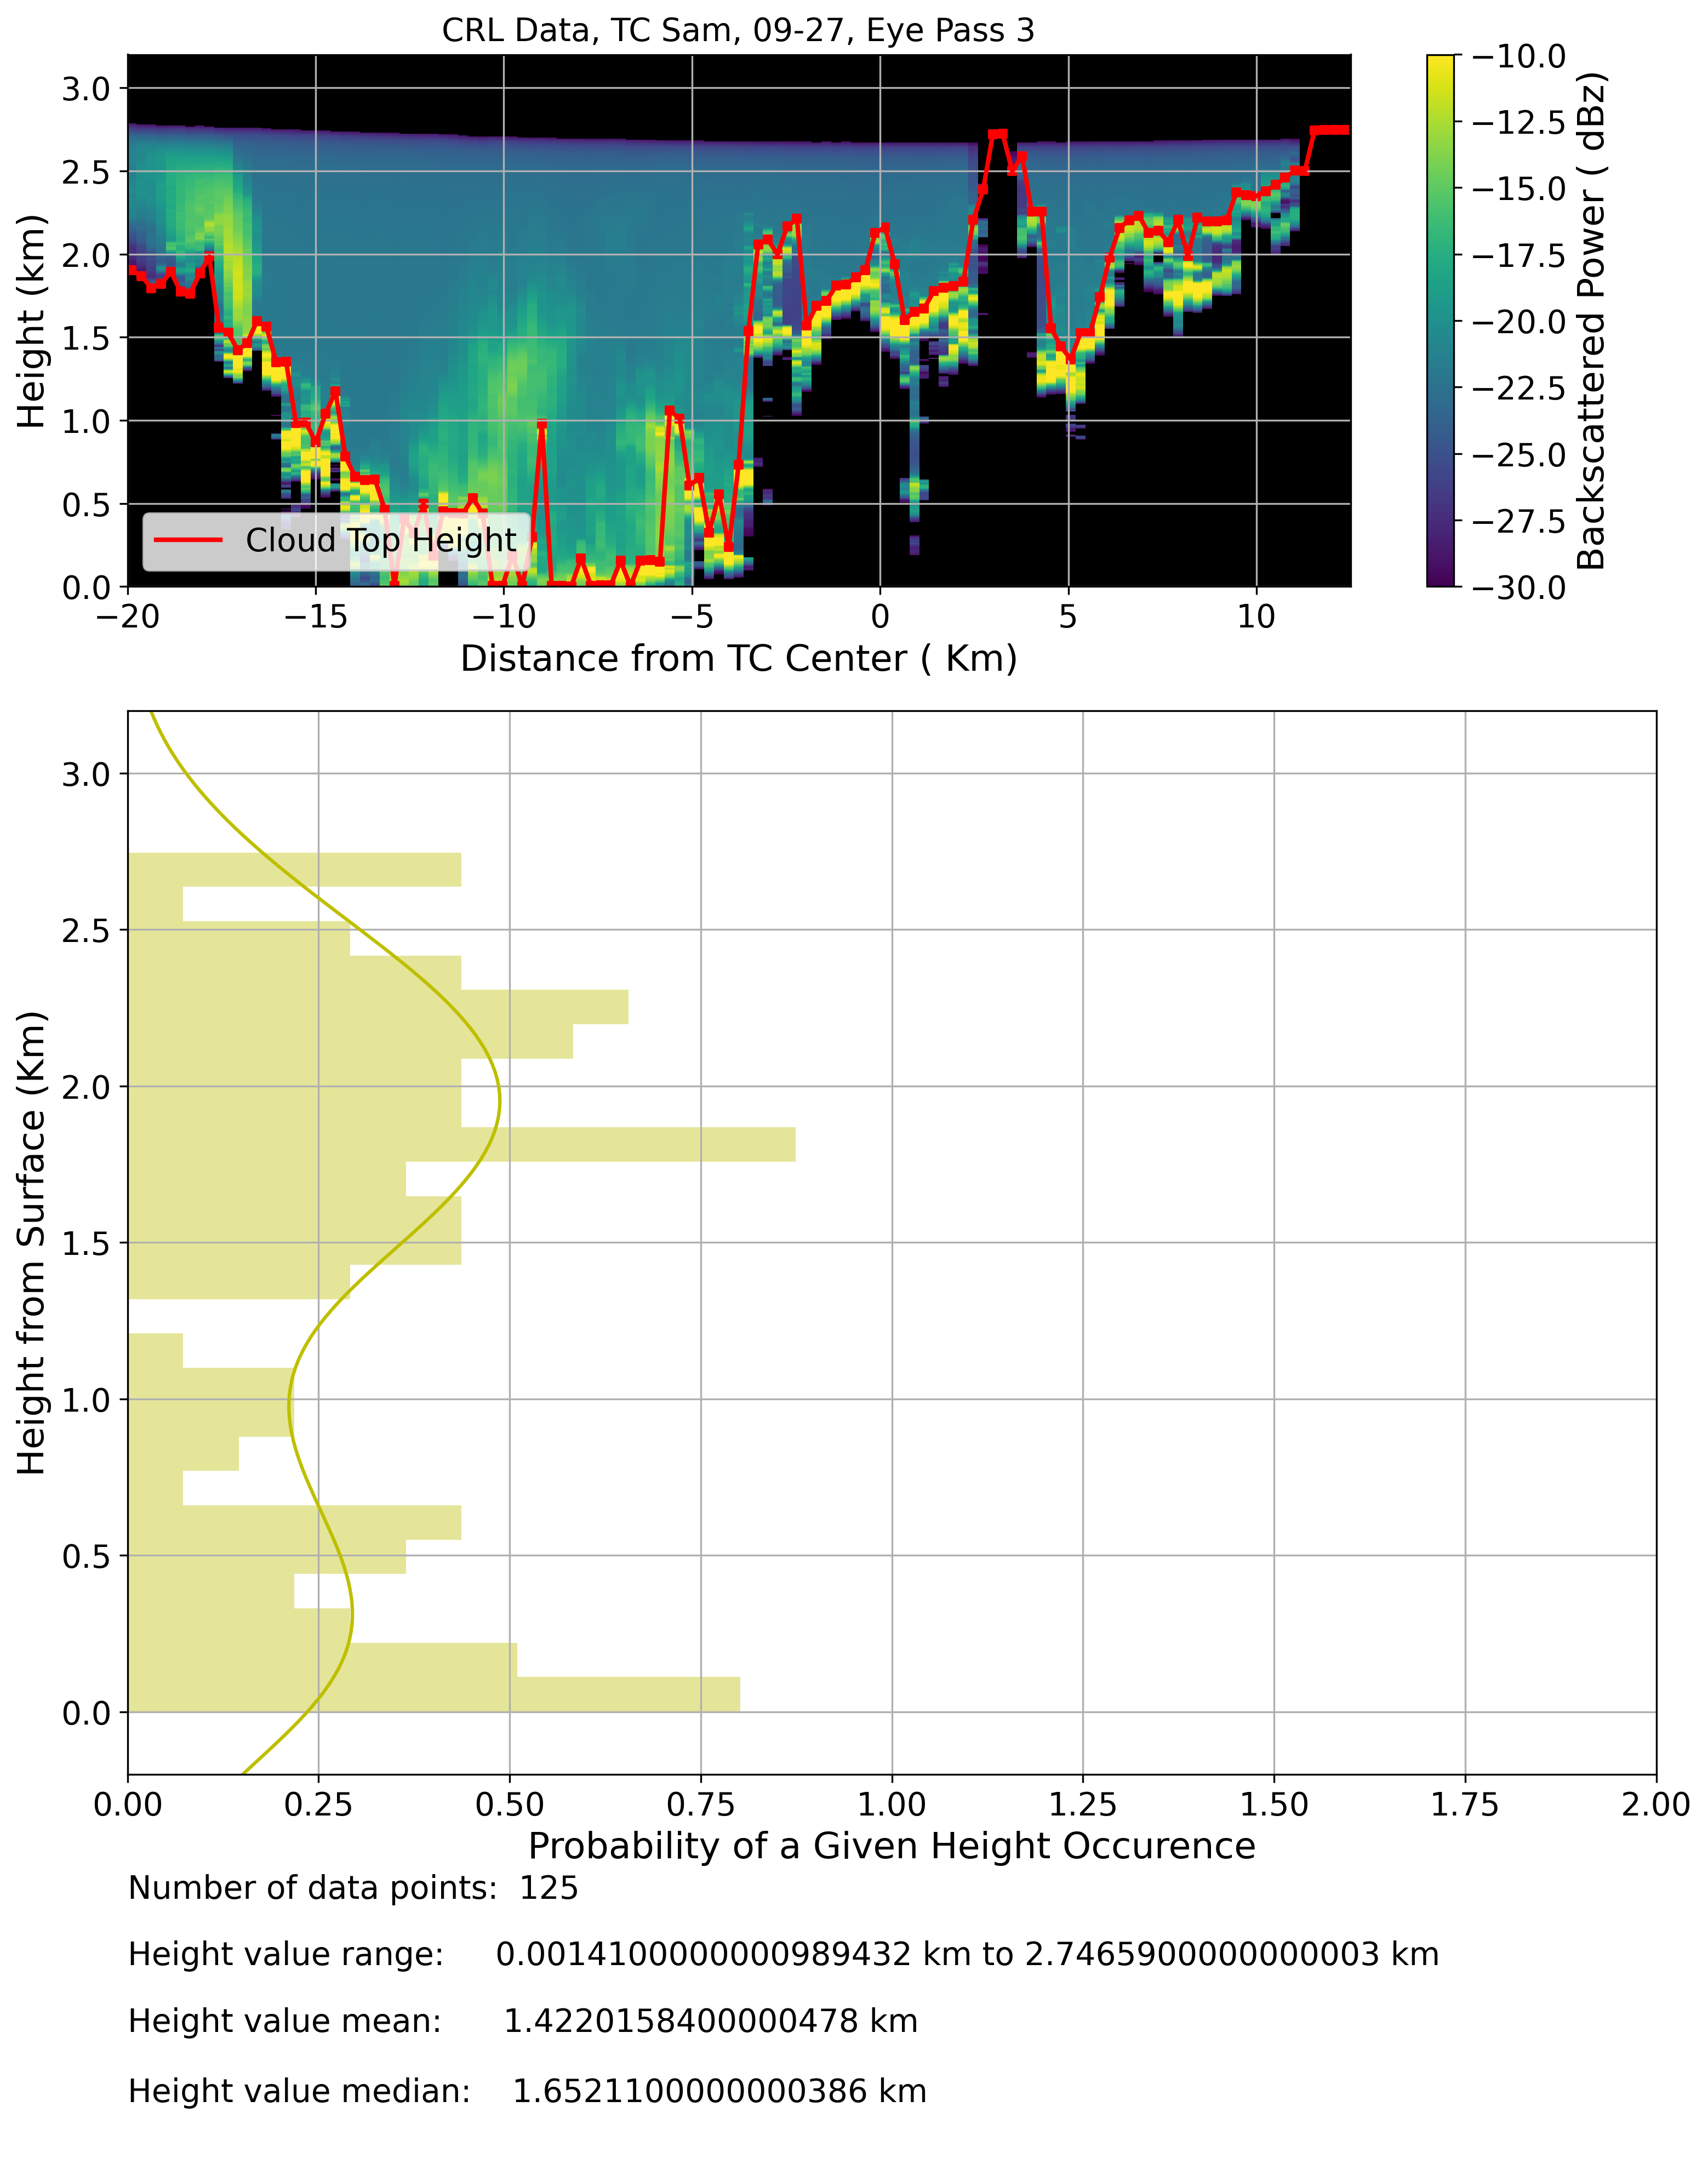 CRL Data, TC Sam, 09-27, Eye Pass 3
Height (km)
3.0
2.5
2.0
1.5
1.0
0.5
0.0
Cloud Top Height
−20 −15 −10 −5 0 5 10
Distance from TC Center ( Km)
−10.0
−12.5
−15.0
−17.5
−20.0
−22.5
−25.0
−27.5
−30.0
Backscattered Power ( dBz)
Height from Surface (Km)
3.0
2.5
2.0
1.5
1.0
0.5
0.0
0.00 0.25 0.50 0.75 1.00 1.25 1.50 1.75 2.00
Probability of a Given Height Occurence
Number of data points: 125
Height value range: 0.0014100000000989432 km to 2.7465900000000003 km
Height value mean: 1.4220158400000478 km
Height value median: 1.6521100000000386 km